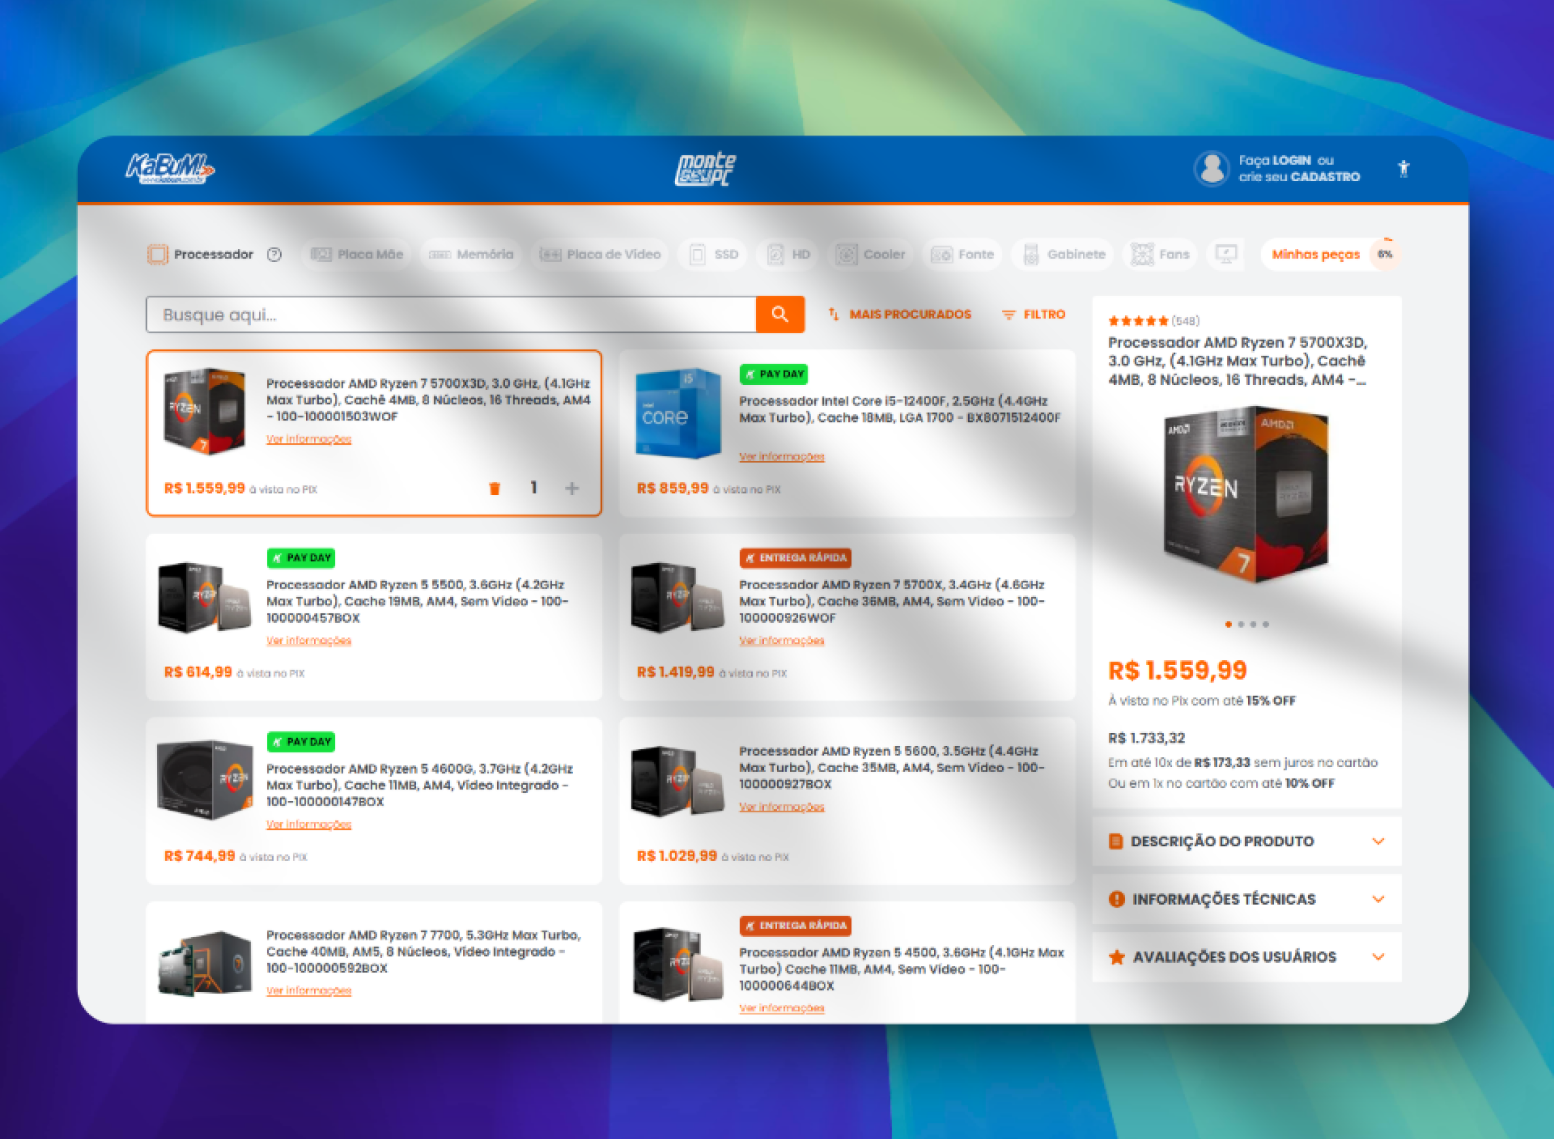 KaBuM!
www.kabum.com.br
monte
seu pc
Faça LOGIN ou
crie seu CADASTRO
Processador
Placa Mãe
Memória
Placa de Vídeo
SSD
HD
Cooler
Fonte
Gabinete
Fans
Minhas peças
6%
Busque aqui...
MAIS PROCURADOS
FILTRO
Processador AMD Ryzen 7 5700X3D, 3.0 GHz, (4.1GHz
Max Turbo), Cachê 4MB, 8 Núcleos, 16 Threads, AM4
- 100-100001503WOF
Ver informações
R$ 1.559,99 à vista no PIX
1
PAY DAY
Processador Intel Core i5-12400F, 2.5GHz (4.4GHz
Max Turbo), Cache 18MB, LGA 1700 - BX8071512400F
Ver informações
R$ 859,99 à vista no PIX
PAY DAY
Processador AMD Ryzen 5 5500, 3.6GHz (4.2GHz
Max Turbo), Cache 19MB, AM4, Sem Vídeo - 100-
100000457BOX
Ver informações
R$ 614,99 à vista no PIX
ENTREGA RÁPIDA
Processador AMD Ryzen 7 5700X, 3.4GHz (4.6GHz
Max Turbo), Cache 36MB, AM4, Sem Vídeo - 100-
100000926WOF
Ver informações
R$ 1.419,99 à vista no PIX
PAY DAY
Processador AMD Ryzen 5 4600G, 3.7GHz (4.2GHz
Max Turbo), Cache 11MB, AM4, Vídeo Integrado -
100-100000147BOX
Ver informações
R$ 744,99 à vista no PIX
Processador AMD Ryzen 5 5600, 3.5GHz (4.4GHz
Max Turbo), Cache 35MB, AM4, Sem Vídeo - 100-
100000927BOX
Ver informações
R$ 1.029,99 à vista no PIX
Processador AMD Ryzen 7 7700, 5.3GHz Max Turbo,
Cache 40MB, AM5, 8 Núcleos, Vídeo Integrado -
100-100000592BOX
Ver informações
ENTREGA RÁPIDA
Processador AMD Ryzen 5 4500, 3.6GHz (4.1GHz Max
Turbo) Cache 11MB, AM4, Sem Vídeo - 100-
100000644BOX
Ver informações
(548)
Processador AMD Ryzen 7 5700X3D,
3.0 GHz, (4.1GHz Max Turbo), Cachê
4MB, 8 Núcleos, 16 Threads, AM4 -...
AMD
AMD
RYZEN
7
R$ 1.559,99
À vista no PIx com até 15% OFF
R$ 1.733,32
Em até 10x de R$ 173,33 sem juros no cartão
Ou em 1x no cartão com até 10% OFF
DESCRIÇÃO DO PRODUTO
INFORMAÇÕES TÉCNICAS
AVALIAÇÕES DOS USUÁRIOS